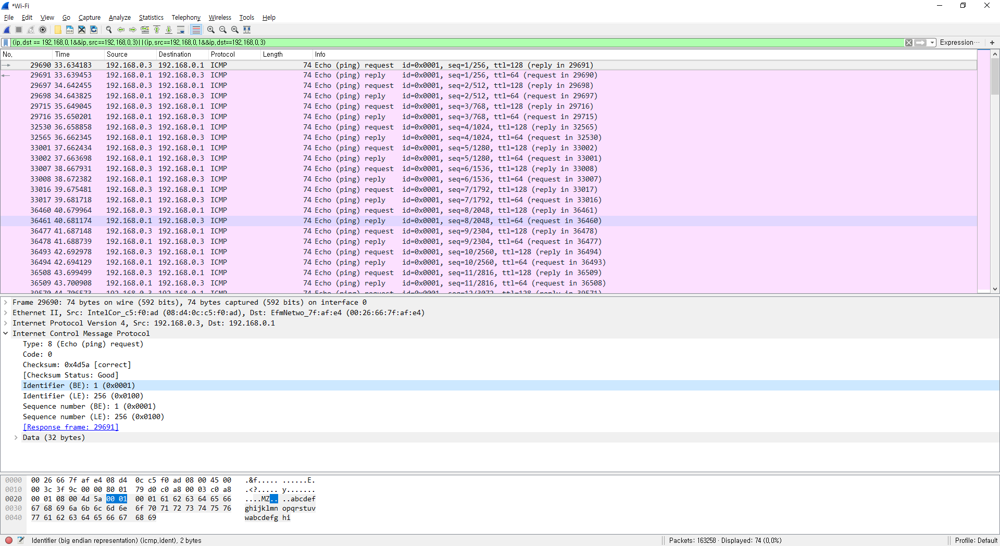 *Wi-Fi
File Edit View Go Capture Analyze Statistics Telephony Wireless Tools Help
(ip,dst == 192,168,0,1&&ip,src==192,168,0,3)||(ip,src==192,168,0,1&&ip,dst==192,168,0,3) Expression… +
No, Time Source Destination Protocol Length Info
29690 33.634183 192.168.0.3 192.168.0.1 ICMP 74 Echo (ping) request id=0x0001, seq=1/256, ttl=128 (reply in 29691)
29691 33.639453 192.168.0.1 192.168.0.3 ICMP 74 Echo (ping) reply id=0x0001, seq=1/256, ttl=64 (request in 29690)
29697 34.642455 192.168.0.3 192.168.0.1 ICMP 74 Echo (ping) request id=0x0001, seq=2/512, ttl=128 (reply in 29698)
29698 34.643825 192.168.0.1 192.168.0.3 ICMP 74 Echo (ping) reply id=0x0001, seq=2/512, ttl=64 (request in 29697)
29715 35.649045 192.168.0.3 192.168.0.1 ICMP 74 Echo (ping) request id=0x0001, seq=3/768, ttl=128 (reply in 29716)
29716 35.650201 192.168.0.1 192.168.0.3 ICMP 74 Echo (ping) reply id=0x0001, seq=3/768, ttl=64 (request in 29715)
32530 36.658858 192.168.0.3 192.168.0.1 ICMP 74 Echo (ping) request id=0x0001, seq=4/1024, ttl=128 (reply in 32565)
32565 36.662345 192.168.0.1 192.168.0.3 ICMP 74 Echo (ping) reply id=0x0001, seq=4/1024, ttl=64 (request in 32530)
33001 37.662434 192.168.0.3 192.168.0.1 ICMP 74 Echo (ping) request id=0x0001, seq=5/1280, ttl=128 (reply in 33002)
33002 37.663698 192.168.0.1 192.168.0.3 ICMP 74 Echo (ping) reply id=0x0001, seq=5/1280, ttl=64 (request in 33001)
33007 38.667931 192.168.0.3 192.168.0.1 ICMP 74 Echo (ping) request id=0x0001, seq=6/1536, ttl=128 (reply in 33008)
33008 38.672382 192.168.0.1 192.168.0.3 ICMP 74 Echo (ping) reply id=0x0001, seq=6/1536, ttl=64 (request in 33007)
33016 39.675481 192.168.0.3 192.168.0.1 ICMP 74 Echo (ping) request id=0x0001, seq=7/1792, ttl=128 (reply in 33017)
33017 39.681718 192.168.0.1 192.168.0.3 ICMP 74 Echo (ping) reply id=0x0001, seq=7/1792, ttl=64 (request in 33016)
36460 40.679964 192.168.0.3 192.168.0.1 ICMP 74 Echo (ping) request id=0x0001, seq=8/2048, ttl=128 (reply in 36461)
36461 40.681174 192.168.0.1 192.168.0.3 ICMP 74 Echo (ping) reply id=0x0001, seq=8/2048, ttl=64 (request in 36460)
36477 41.687148 192.168.0.3 192.168.0.1 ICMP 74 Echo (ping) request id=0x0001, seq=9/2304, ttl=128 (reply in 36478)
36478 41.688739 192.168.0.1 192.168.0.3 ICMP 74 Echo (ping) reply id=0x0001, seq=9/2304, ttl=64 (request in 36477)
36493 42.692978 192.168.0.3 192.168.0.1 ICMP 74 Echo (ping) request id=0x0001, seq=10/2560, ttl=128 (reply in 36494)
36494 42.694129 192.168.0.1 192.168.0.3 ICMP 74 Echo (ping) reply id=0x0001, seq=10/2560, ttl=64 (request in 36493)
36508 43.699499 192.168.0.3 192.168.0.1 ICMP 74 Echo (ping) request id=0x0001, seq=11/2816, ttl=128 (reply in 36509)
36509 43.700908 192.168.0.1 192.168.0.3 ICMP 74 Echo (ping) reply id=0x0001, seq=11/2816, ttl=64 (request in 36508)
39570 44.706573 192.168.0.3 192.168.0.1 ICMP 74 Echo (ping) request id=0x0001, seq=12/3072, ttl=128 (reply in 39571)
Frame 29690: 74 bytes on wire (592 bits), 74 bytes captured (592 bits) on interface 0
Ethernet II, Src: IntelCor_c5:f0:ad (08:d4:0c:c5:f0:ad), Dst: EfmNetwo_7f:af:e4 (00:26:66:7f:af:e4)
Internet Protocol Version 4, Src: 192.168.0.3, Dst: 192.168.0.1
Internet Control Message Protocol
Type: 8 (Echo (ping) request)
Code: 0
Checksum: 0x4d5a [correct]
[Checksum Status: Good]
Identifier (BE): 1 (0x0001)
Identifier (LE): 256 (0x0100)
Sequence number (BE): 1 (0x0001)
Sequence number (LE): 256 (0x0100)
[Response frame: 29691]
Data (32 bytes)
0000 00 26 66 7f af e4 08 d4 0c c5 f0 ad 08 00 45 00 .&f..... ......E.
0010 00 3c 3f 9c 00 00 80 01 79 d0 c0 a8 00 03 c0 a8 .<?..... y.......
0020 00 01 08 00 4d 5a 00 01 00 01 61 62 63 64 65 66 ....MZ.. ..abcdef
0030 67 68 69 6a 6b 6c 6d 6e 6f 70 71 72 73 74 75 76 ghijklmn opqrstuv
0040 77 61 62 63 64 65 66 67 68 69 wabcdefg hi
Identifier (big endian representation) (icmp,ident), 2 bytes Packets: 163258 · Displayed: 74 (0,0%) Profile: Default